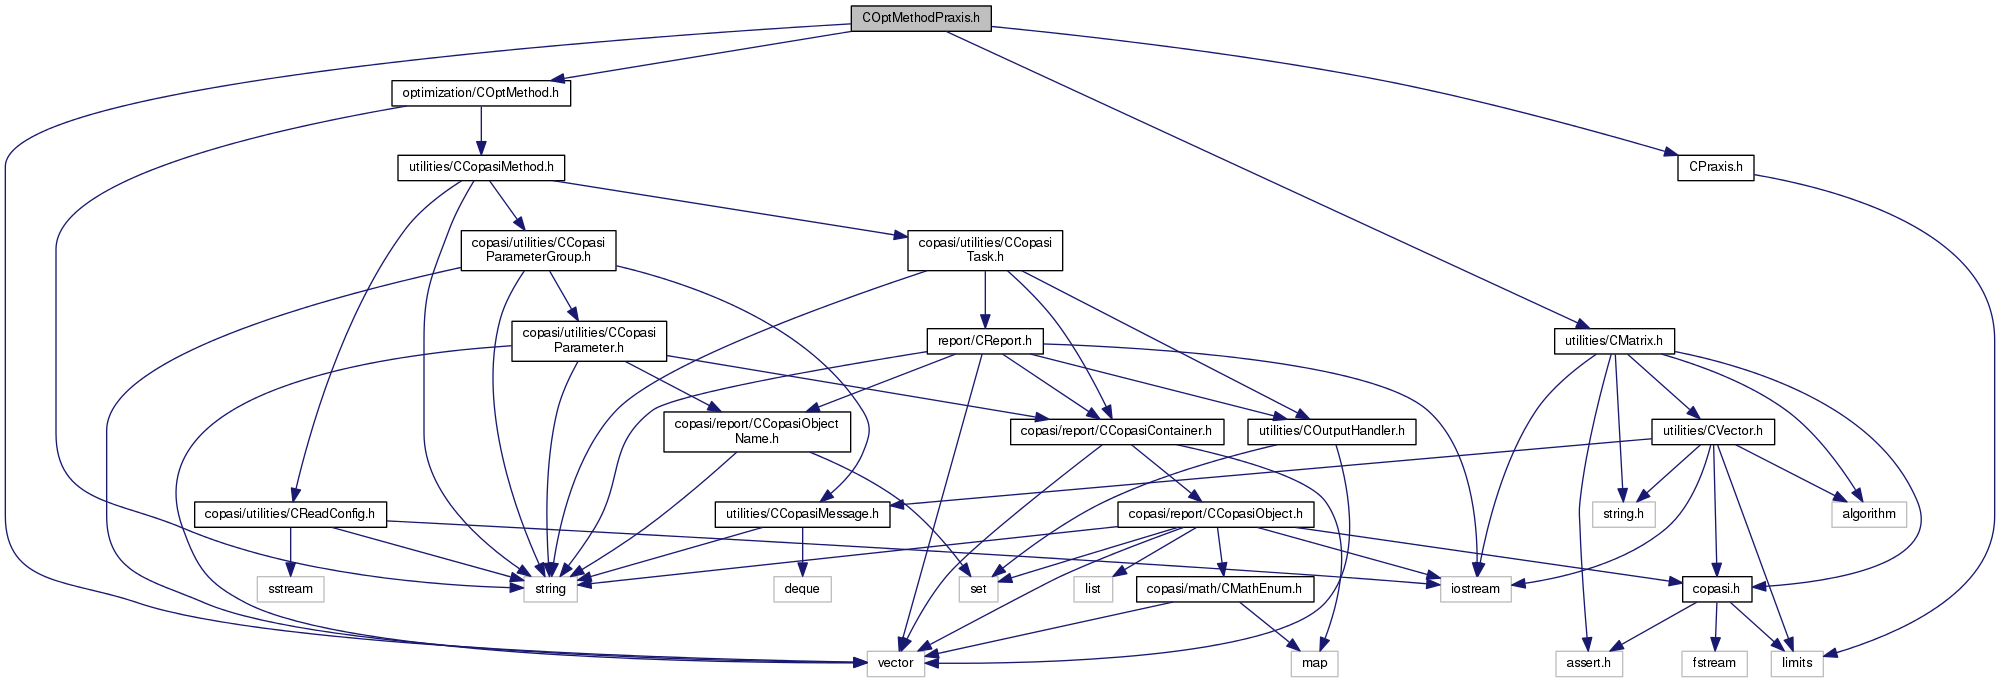 COptMethodPraxis.h
optimization/COptMethod.h
utilities/CCopasiMethod.h
CPraxis.h
copasi/utilities/CCopasi
ParameterGroup.h
copasi/utilities/CCopasi
Task.h
copasi/utilities/CCopasi
Parameter.h
report/CReport.h
utilities/CMatrix.h
copasi/report/CCopasiObject
Name.h
copasi/report/CCopasiContainer.h
utilities/COutputHandler.h
utilities/CVector.h
copasi/utilities/CReadConfig.h
utilities/CCopasiMessage.h
copasi/report/CCopasiObject.h
string.h
algorithm
sstream
string
deque
set
list
copasi/math/CMathEnum.h
iostream
copasi.h
vector
map
assert.h
fstream
limits